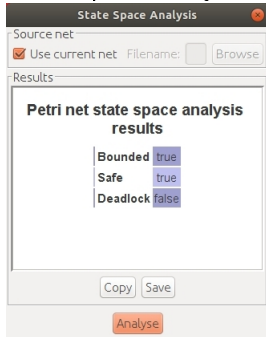 State Space Analysis
Source net
Use current net Filename: Browse
Results
Petri net state space analysis
results
Bounded true
Safe true
Deadlock false
Copy Save
Analyse